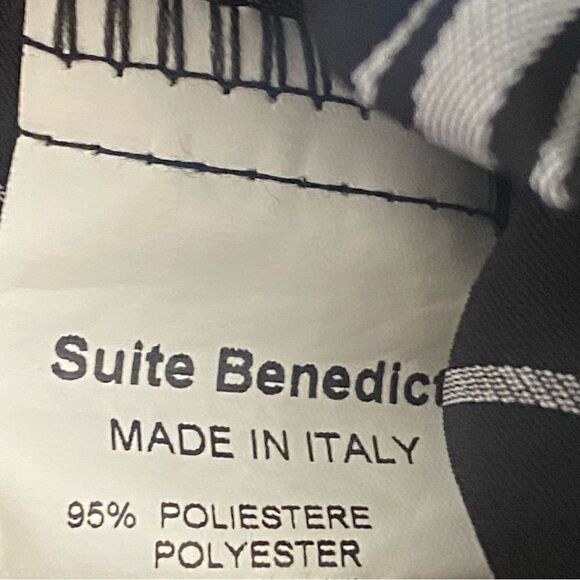 Suite Benedict
MADE IN ITALY
95% POLIESTERE
POLYESTER